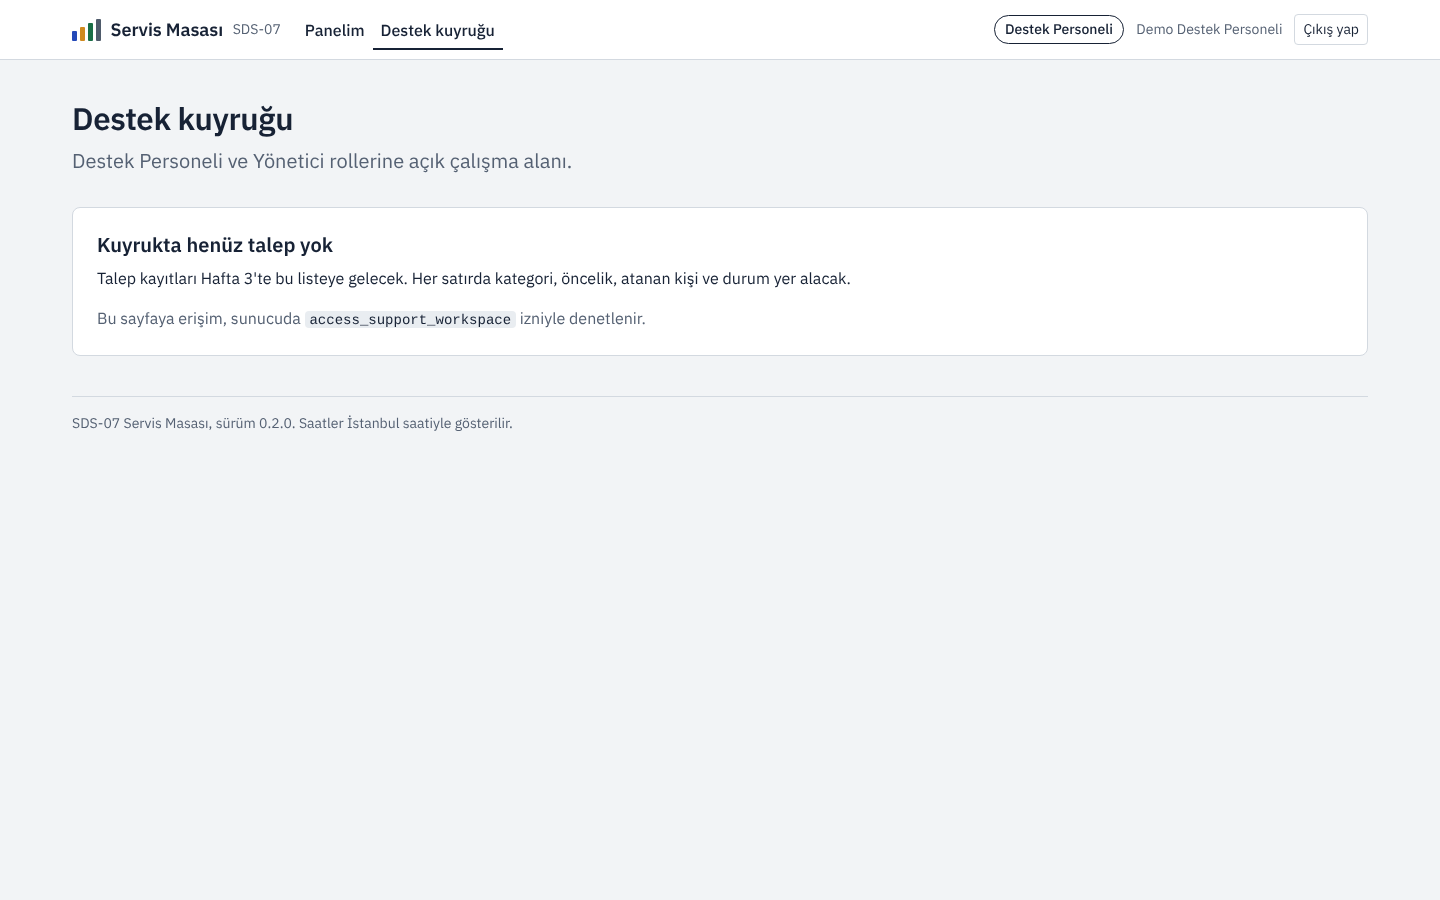 Servis Masası SDS-07 Panelim Destek kuyruğu Destek Personeli Demo Destek Personeli Çıkış yap
Destek kuyruğu
Destek Personeli ve Yönetici rollerine açık çalışma alanı.
Kuyrukta henüz talep yok
Talep kayıtları Hafta 3'te bu listeye gelecek. Her satırda kategori, öncelik, atanan kişi ve durum yer alacak.
Bu sayfaya erişim, sunucuda access_support_workspace izniyle denetlenir.
SDS-07 Servis Masası, sürüm 0.2.0. Saatler İstanbul saatiyle gösterilir.